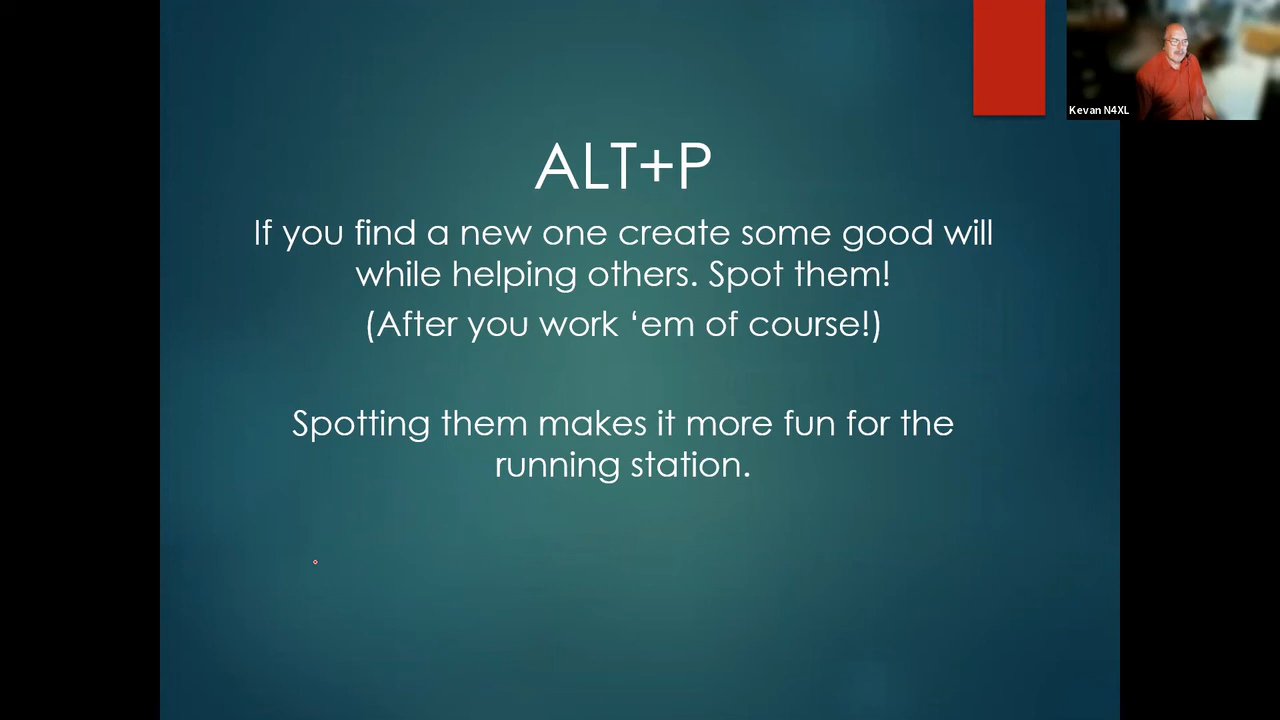 Kevan N4XL
ALT+P
If you find a new one create some good will
while helping others. Spot them!
(After you work ‘em of course!)
Spotting them makes it more fun for the
running station.